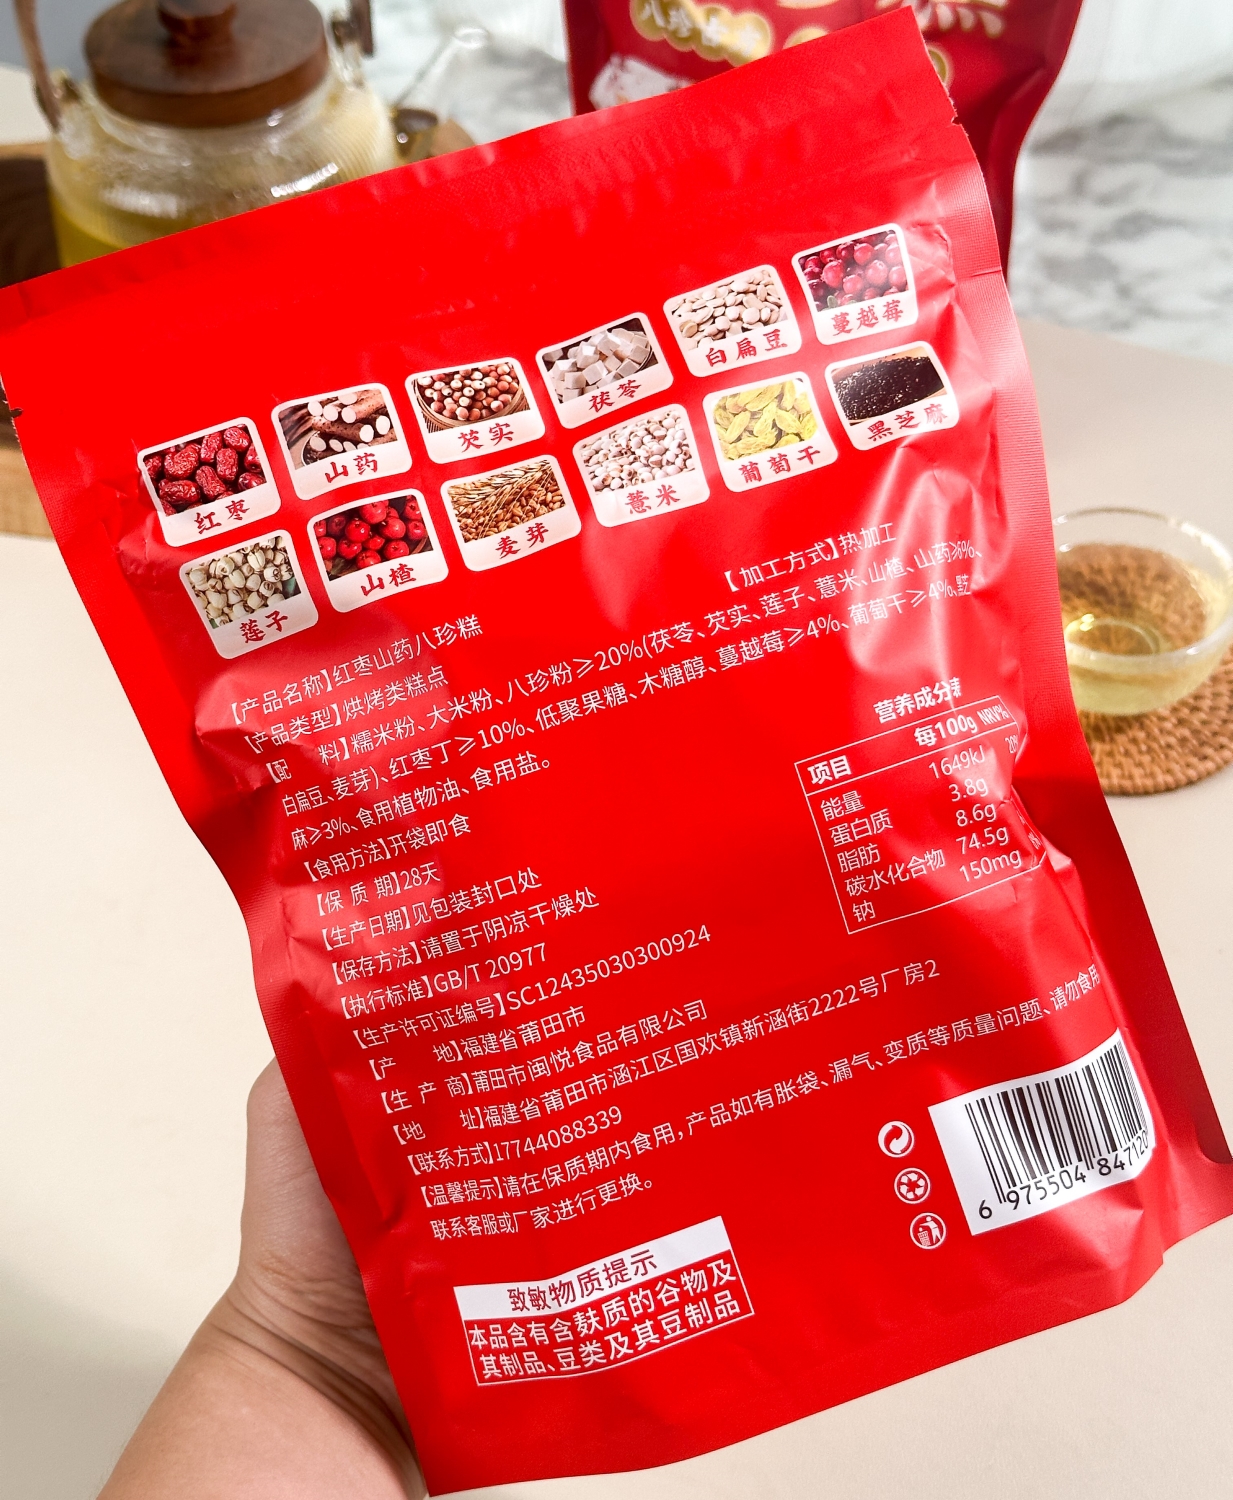 八珍糕
蔓越莓
白扁豆
茯苓
芡实
山药
红枣
黑芝麻
葡萄干
薏米
麦芽
山楂
莲子
【产品名称】红枣山药八珍糕
【加工方式】热加工
【产品类型】烘烤类糕点
【配 料】糯米粉、大米粉、八珍粉≥20%(茯苓、芡实、莲子、薏米、山楂、山药≥6%、
白扁豆、麦芽)、红枣丁≥10%、低聚果糖、木糖醇、蔓越莓≥4%、葡萄干≥4%、黑芝
麻≥3%、食用植物油、食用盐。
【食用方法】开袋即食
【保 质 期】28天
【生产日期】见包装封口处
【保存方法】请置于阴凉干燥处
【执行标准】GB/T 20977
【生产许可证编号】SC12435030300924
【产 地】福建省莆田市
【生 产 商】莆田市闽悦食品有限公司
【地 址】福建省莆田市涵江区国欢镇新涵街2222号厂房2
【联系方式】17744088339
【温馨提示】请在保质期内食用,产品如有胀袋、漏气、变质等质量问题、请勿食用
联系客服或厂家进行更换。
营养成分表
项目 每100g NRV%
能量 1649kJ
蛋白质 3.8g
脂肪 8.6g
碳水化合物 74.5g
钠 150mg
6 975504 847120
致敏物质提示
本品含有含麸质的谷物及
其制品、豆类及其豆制品